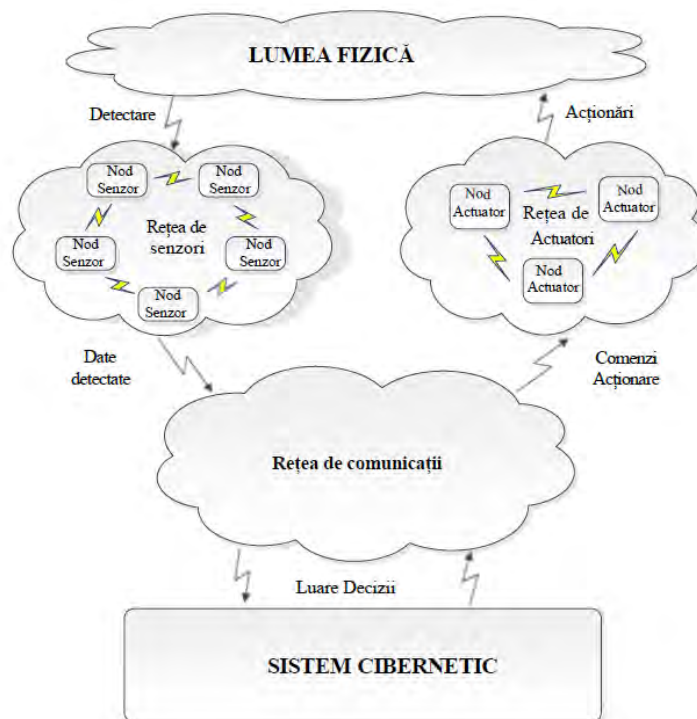 LUMEA FIZICĂ
Detectare
Acționări
Nod
Senzor
Nod
Senzor
Nod
Senzor
Rețea de
senzori
Nod
Senzor
Nod
Senzor
Nod
Actuator
Nod
Actuator
Rețea de
Actuatori
Nod
Actuator
Date
detectate
Comenzi
Acționare
Rețea de comunicații
Luare Decizii
SISTEM CIBERNETIC